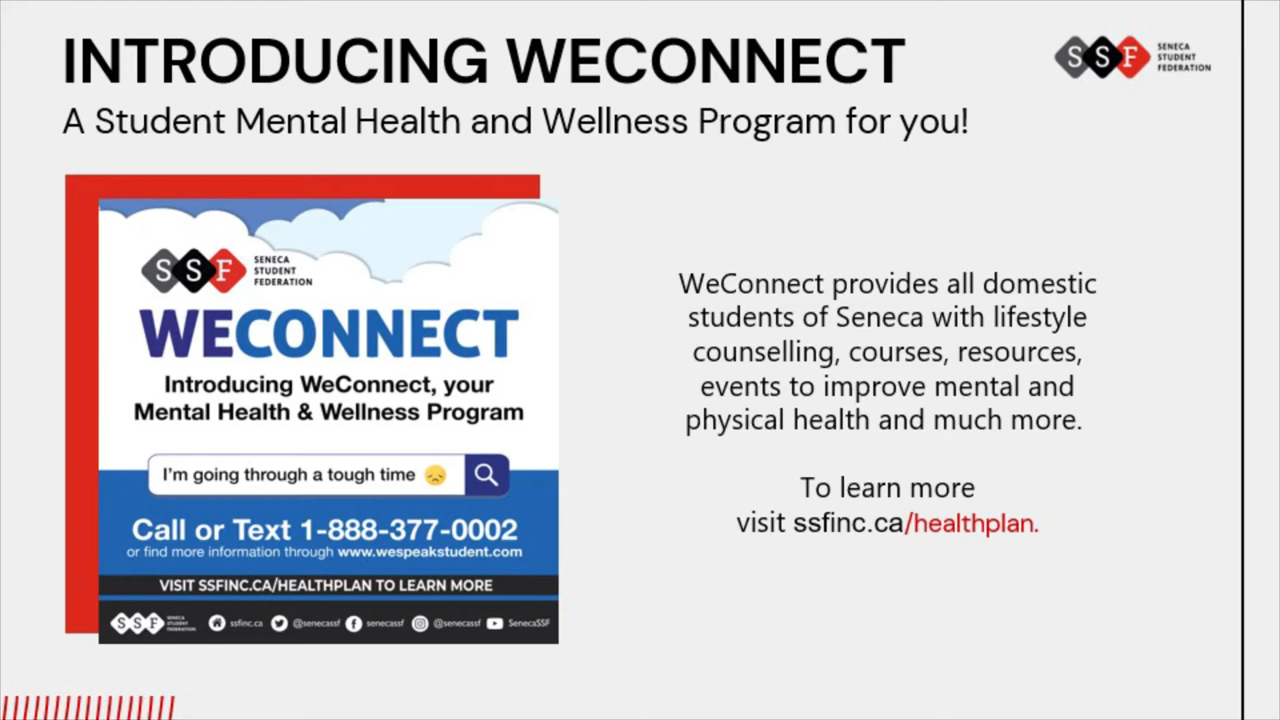 INTRODUCING WECONNECT
A Student Mental Health and Wellness Program for you!
SSF SENECA
STUDENT
FEDERATION
SSF SENECA
STUDENT
FEDERATION
WECONNECT
Introducing WeConnect, your
Mental Health & Wellness Program
I'm going through a tough time 😞
Call or Text 1-888-377-0002
or find more information through www.wespeakstudent.com
VISIT SSFINC.CA/HEALTHPLAN TO LEARN MORE
SSF SENECA
STUDENT
FEDERATION
ssfinc.ca @senecassf senecassf @senecassf SenecaSSF
WeConnect provides all domestic
students of Seneca with lifestyle
counselling, courses, resources,
events to improve mental and
physical health and much more.
To learn more
visit ssfinc.ca/healthplan.